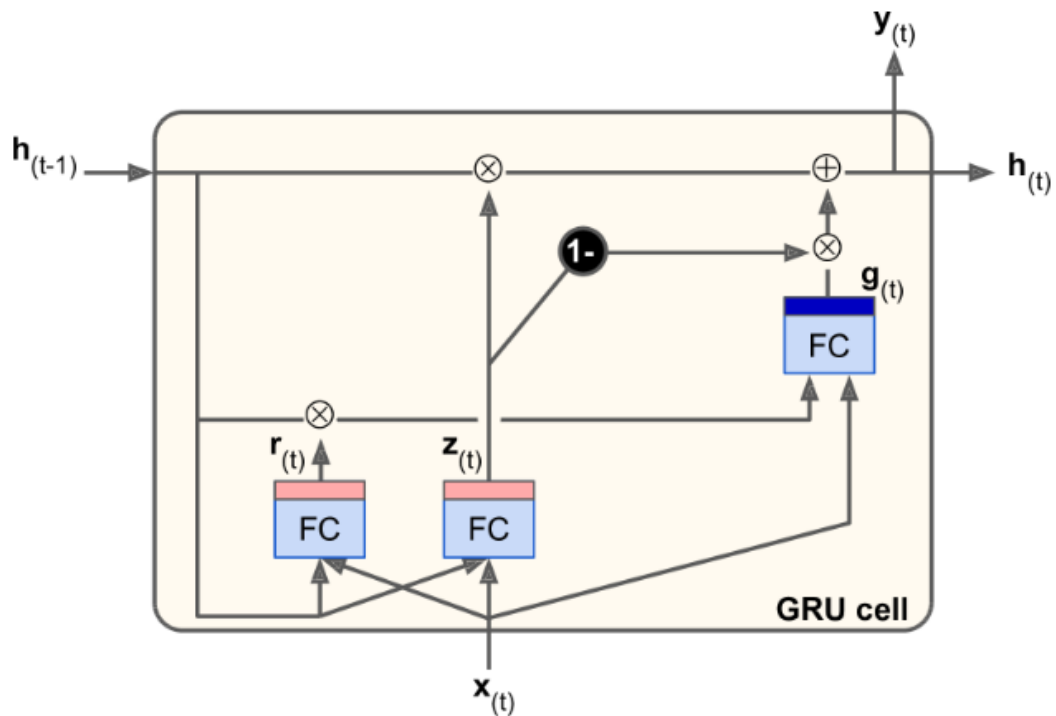 y(t)
h(t-1)
h(t)
1-
g(t)
FC
r(t)
z(t)
FC
FC
GRU cell
x(t)